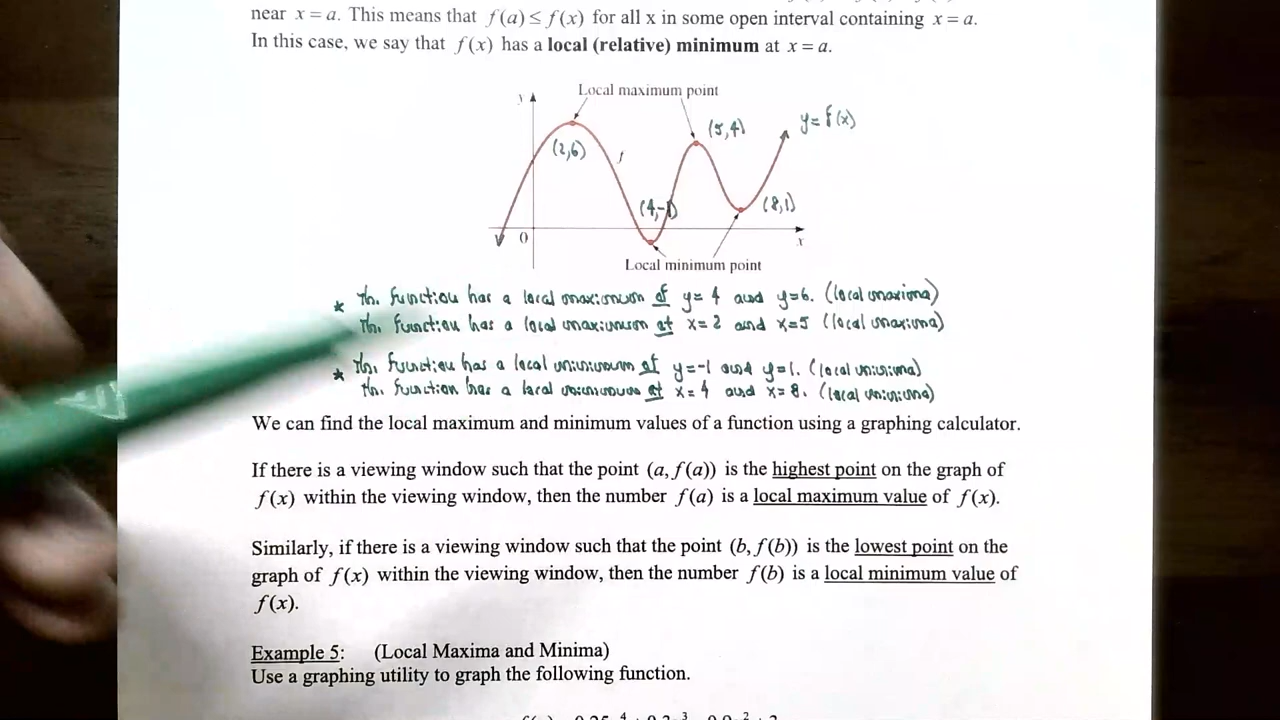 near x = a. This means that f(a) ≤ f(x) for all x in some open interval containing x = a.
In this case, we say that f(x) has a local (relative) minimum at x = a.
y
Local maximum point
(2,6)
f
(5,4)
y = f(x)
(4,-1)
(8,1)
0
x
Local minimum point
* Th. function has a local maximum of y = 4 and y=6. (local maxima)
Th. function has a local maximum at x=2 and x=5 (local maxima)
* Th. function has a local minimum of y=-1 and y=1. (local minima)
Th. function has a local minimum at x=4 and x=8. (local minima)
We can find the local maximum and minimum values of a function using a graphing calculator.
If there is a viewing window such that the point (a, f(a)) is the highest point on the graph of
f(x) within the viewing window, then the number f(a) is a local maximum value of f(x).
Similarly, if there is a viewing window such that the point (b, f(b)) is the lowest point on the
graph of f(x) within the viewing window, then the number f(b) is a local minimum value of
f(x).
Example 5: (Local Maxima and Minima)
Use a graphing utility to graph the following function.